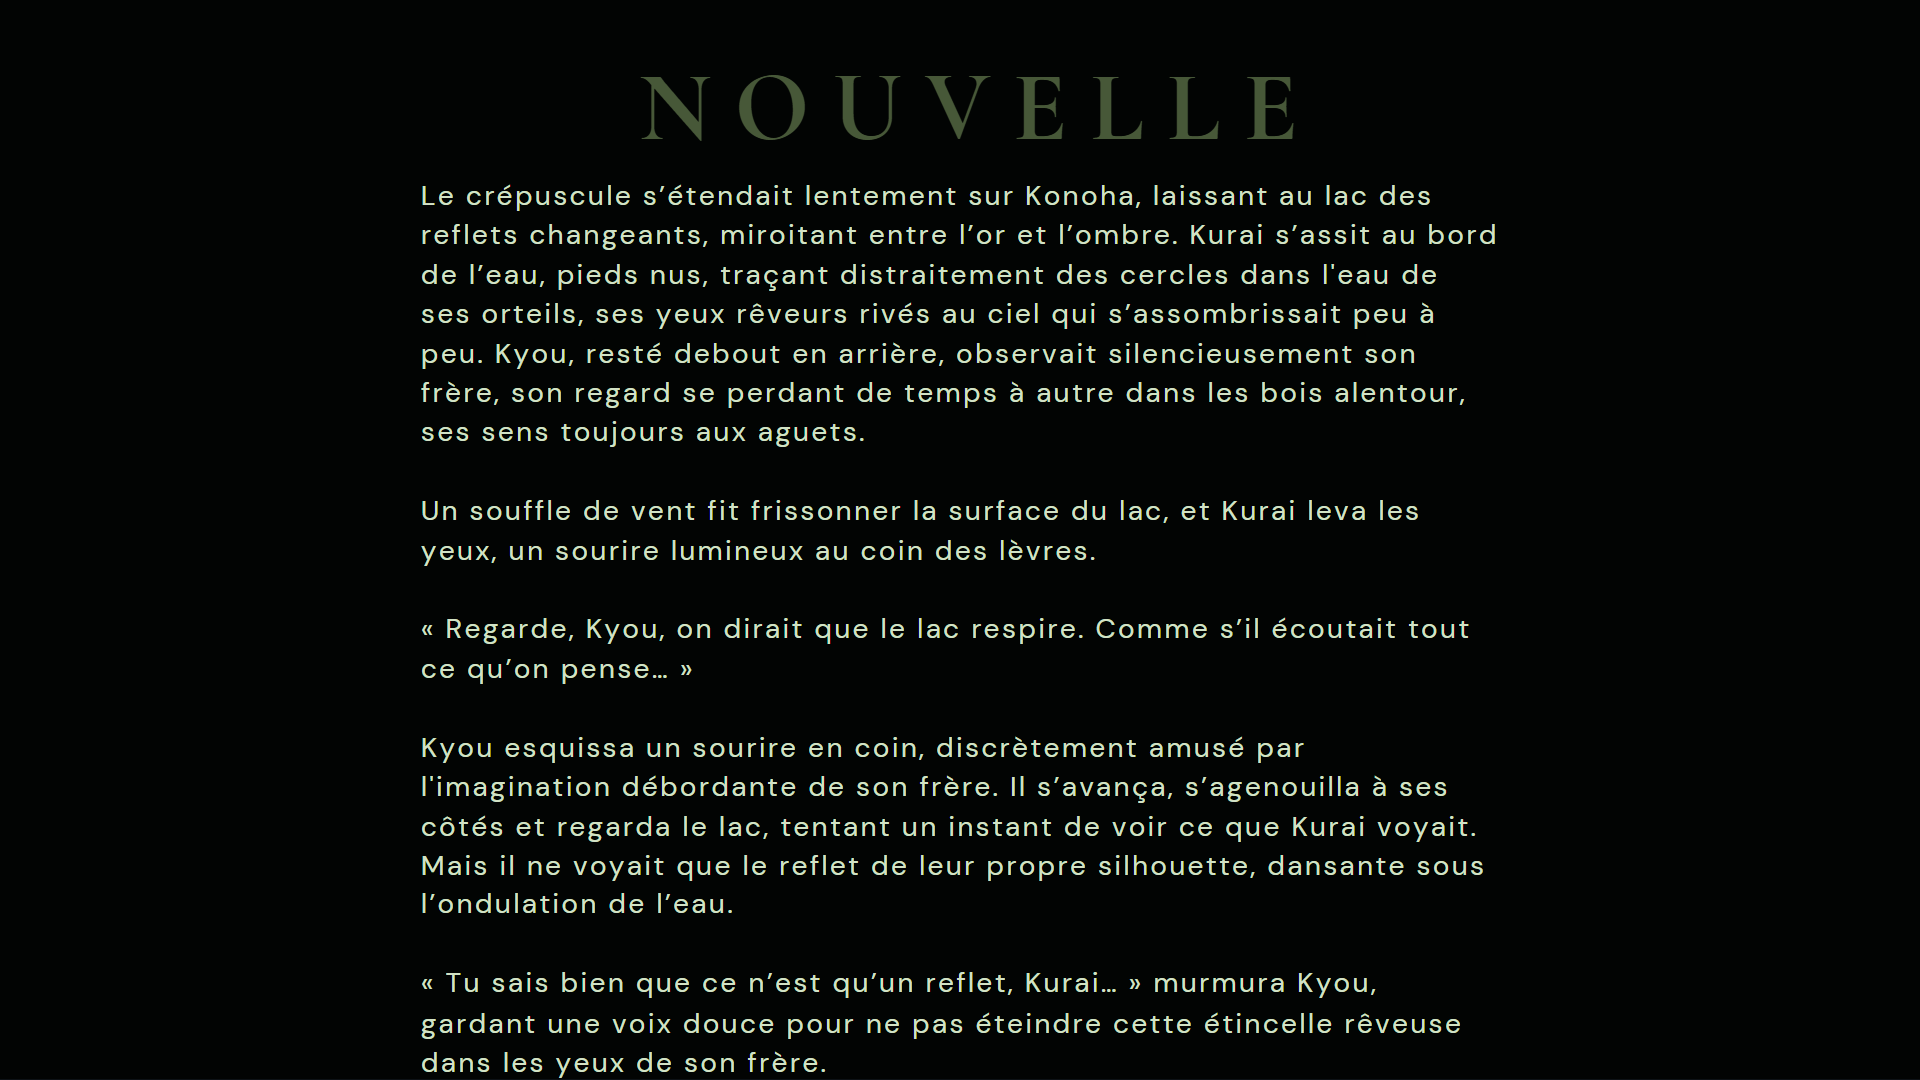 NOUVELLE
Le crépuscule s’étendait lentement sur Konoha, laissant au lac des
reflets changeants, miroitant entre l’or et l’ombre. Kurai s’assit au bord
de l’eau, pieds nus, traçant distraitement des cercles dans l'eau de
ses orteils, ses yeux rêveurs rivés au ciel qui s’assombrissait peu à
peu. Kyou, resté debout en arrière, observait silencieusement son
frère, son regard se perdant de temps à autre dans les bois alentour,
ses sens toujours aux aguets.
Un souffle de vent fit frissonner la surface du lac, et Kurai leva les
yeux, un sourire lumineux au coin des lèvres.
« Regarde, Kyou, on dirait que le lac respire. Comme s’il écoutait tout
ce qu’on pense… »
Kyou esquissa un sourire en coin, discrètement amusé par
l'imagination débordante de son frère. Il s’avança, s’agenouilla à ses
côtés et regarda le lac, tentant un instant de voir ce que Kurai voyait.
Mais il ne voyait que le reflet de leur propre silhouette, dansante sous
l’ondulation de l’eau.
« Tu sais bien que ce n’est qu’un reflet, Kurai… » murmura Kyou,
gardant une voix douce pour ne pas éteindre cette étincelle rêveuse
dans les yeux de son frère.